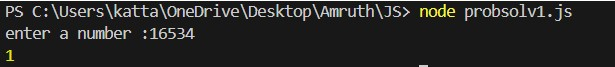 PS C:\Users\katta\OneDrive\Desktop\Amruth\JS> node probsolv1.js
enter a number :16534
1